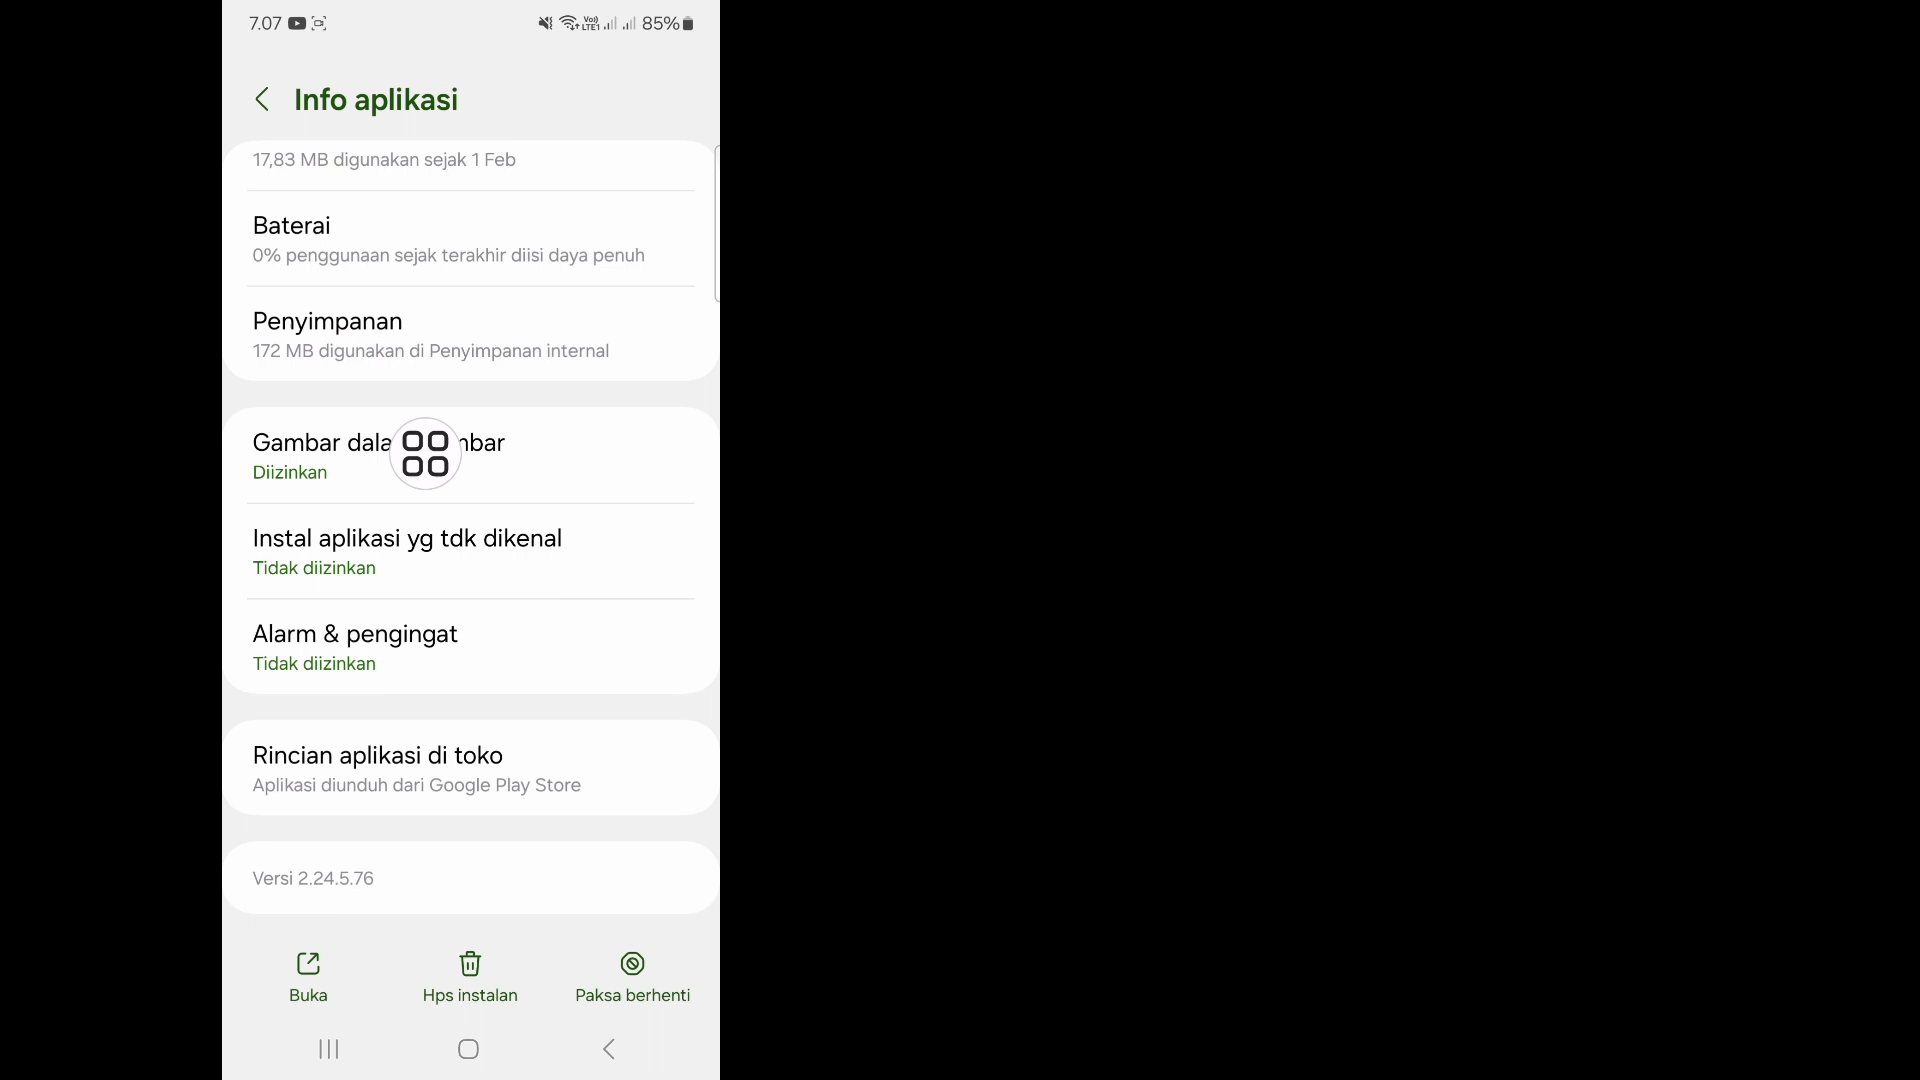 7.07 Vo) LTE1 85%
Info aplikasi
17,83 MB digunakan sejak 1 Feb
Baterai
0% penggunaan sejak terakhir diisi daya penuh
Penyimpanan
172 MB digunakan di Penyimpanan internal
Gambar dala mbar
Diizinkan
Instal aplikasi yg tdk dikenal
Tidak diizinkan
Alarm & pengingat
Tidak diizinkan
Rincian aplikasi di toko
Aplikasi diunduh dari Google Play Store
Versi 2.24.5.76
Buka Hps instalan Paksa berhenti